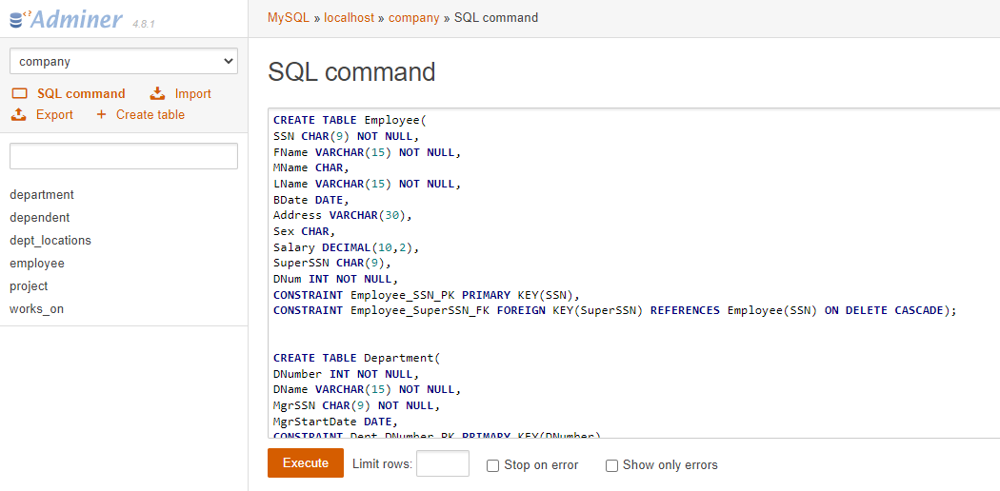 Adminer 4.8.1
MySQL » localhost » company » SQL command
company
SQL command Import
Export + Create table
department
dependent
dept_locations
employee
project
works_on
SQL command
CREATE TABLE Employee(
SSN CHAR(9) NOT NULL,
FName VARCHAR(15) NOT NULL,
MName CHAR,
LName VARCHAR(15) NOT NULL,
BDate DATE,
Address VARCHAR(30),
Sex CHAR,
Salary DECIMAL(10,2),
SuperSSN CHAR(9),
DNum INT NOT NULL,
CONSTRAINT Employee_SSN_PK PRIMARY KEY(SSN),
CONSTRAINT Employee_SuperSSN_FK FOREIGN KEY(SuperSSN) REFERENCES Employee(SSN) ON DELETE CASCADE);
CREATE TABLE Department(
DNumber INT NOT NULL,
DName VARCHAR(15) NOT NULL,
MgrSSN CHAR(9) NOT NULL,
MgrStartDate DATE,
CONSTRAINT Dept_DNumber_PK PRIMARY KEY(DNumber)
Execute Limit rows: Stop on error Show only errors